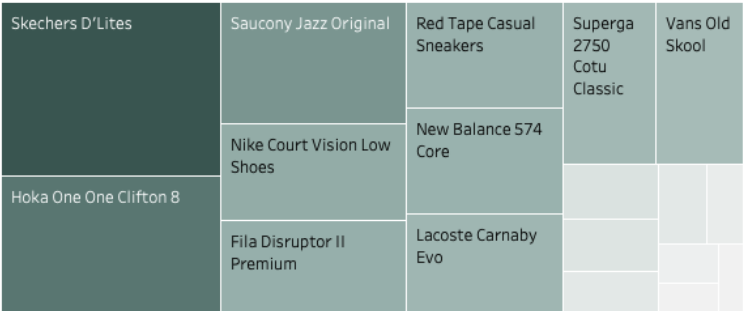 Skechers D’Lites
Hoka One One Clifton 8
Saucony Jazz Original
Nike Court Vision Low
Shoes
Fila Disruptor II
Premium
Red Tape Casual
Sneakers
New Balance 574
Core
Lacoste Carnaby
Evo
Superga
2750
Cotu
Classic
Vans Old
Skool